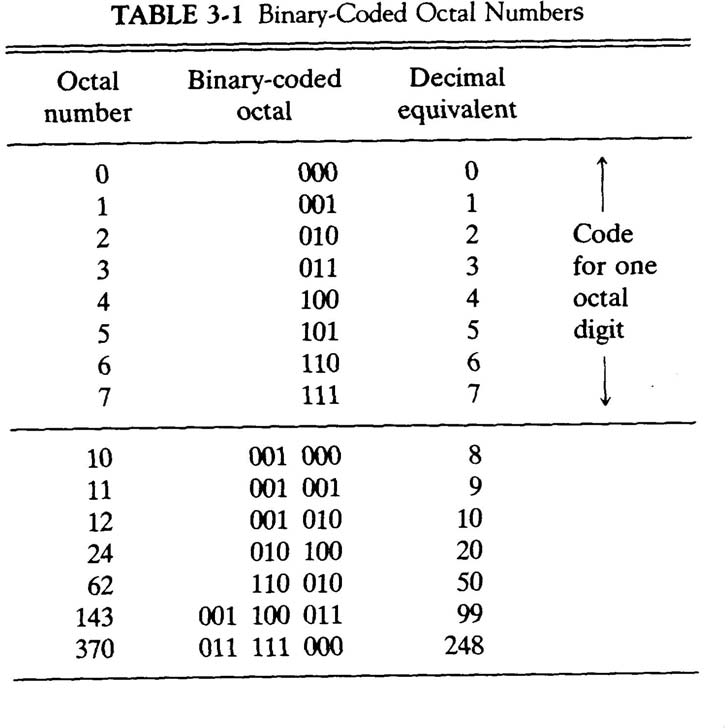 TABLE 3-1 Binary-Coded Octal Numbers
Octal number Binary-coded octal Decimal equivalent
0 000 0
1 001 1
2 010 2 Code
3 011 3 for one
4 100 4 octal
5 101 5 digit
6 110 6
7 111 7
10 001 000 8
11 001 001 9
12 001 010 10
24 010 100 20
62 110 010 50
143 001 100 011 99
370 011 111 000 248